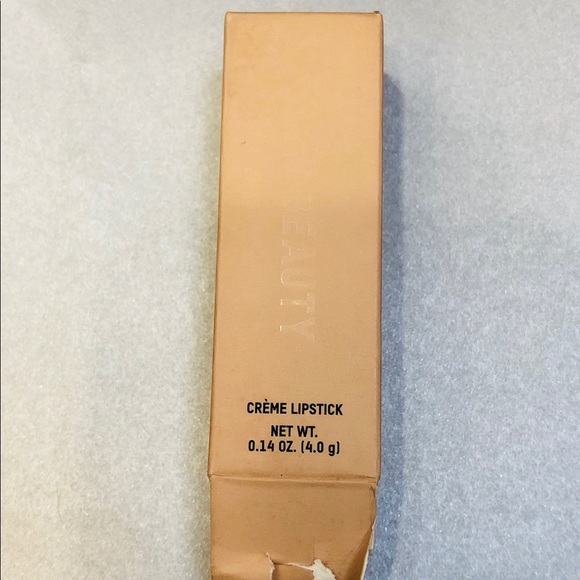 BEAUTY
CRÈME LIPSTICK
NET WT.
0.14 OZ. (4.0 g)